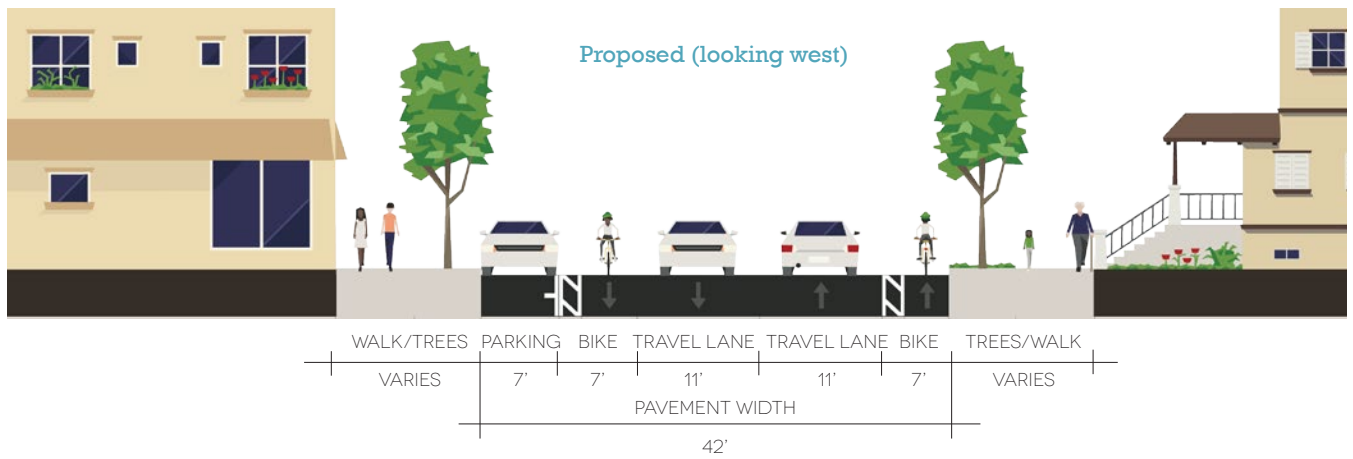 Proposed (looking west)
WALK/TREES PARKING BIKE TRAVEL LANE TRAVEL LANE BIKE TREES/WALK
VARIES 7’ 7’ 11’ 11’ 7’ VARIES
PAVEMENT WIDTH
42’